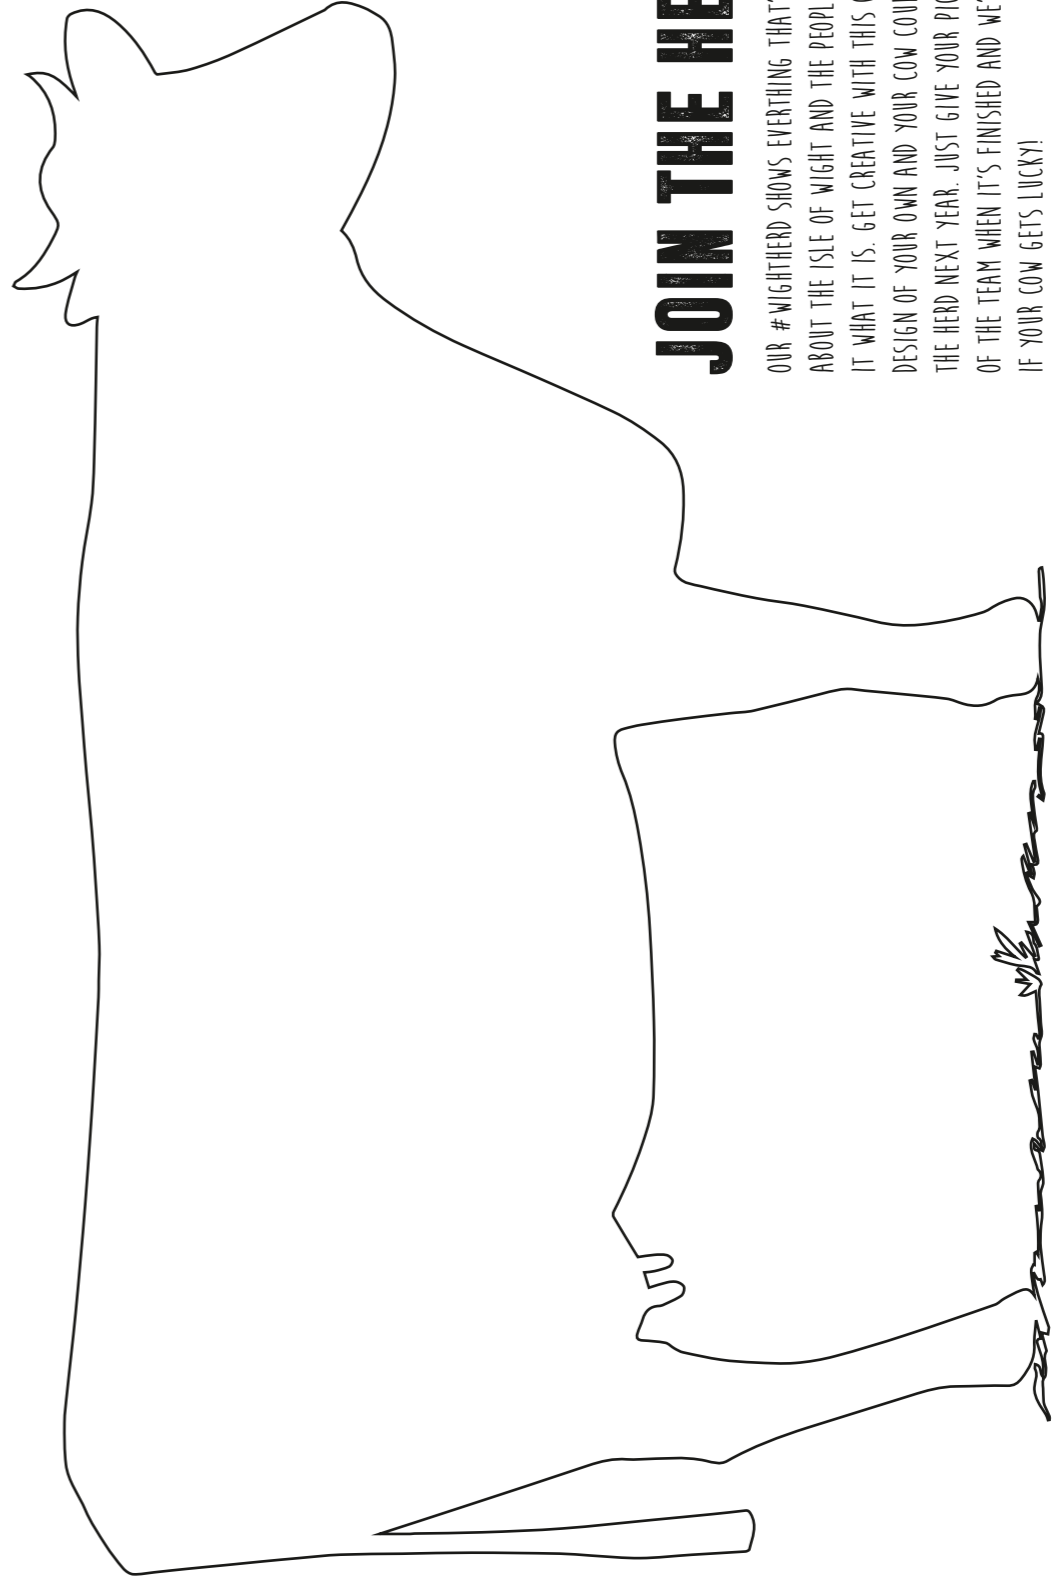 JOIN THE HE
OUR #WIGHTHERD SHOWS EVERTHING THAT'
ABOUT THE ISLE OF WIGHT AND THE PEOPL
IT WHAT IT IS. GET CREATIVE WITH THIS
DESIGN OF YOUR OWN AND YOUR COW COU
THE HERD NEXT YEAR. JUST GIVE YOUR PIC
OF THE TEAM WHEN IT'S FINISHED AND WE'
IF YOUR COW GETS LUCKY!